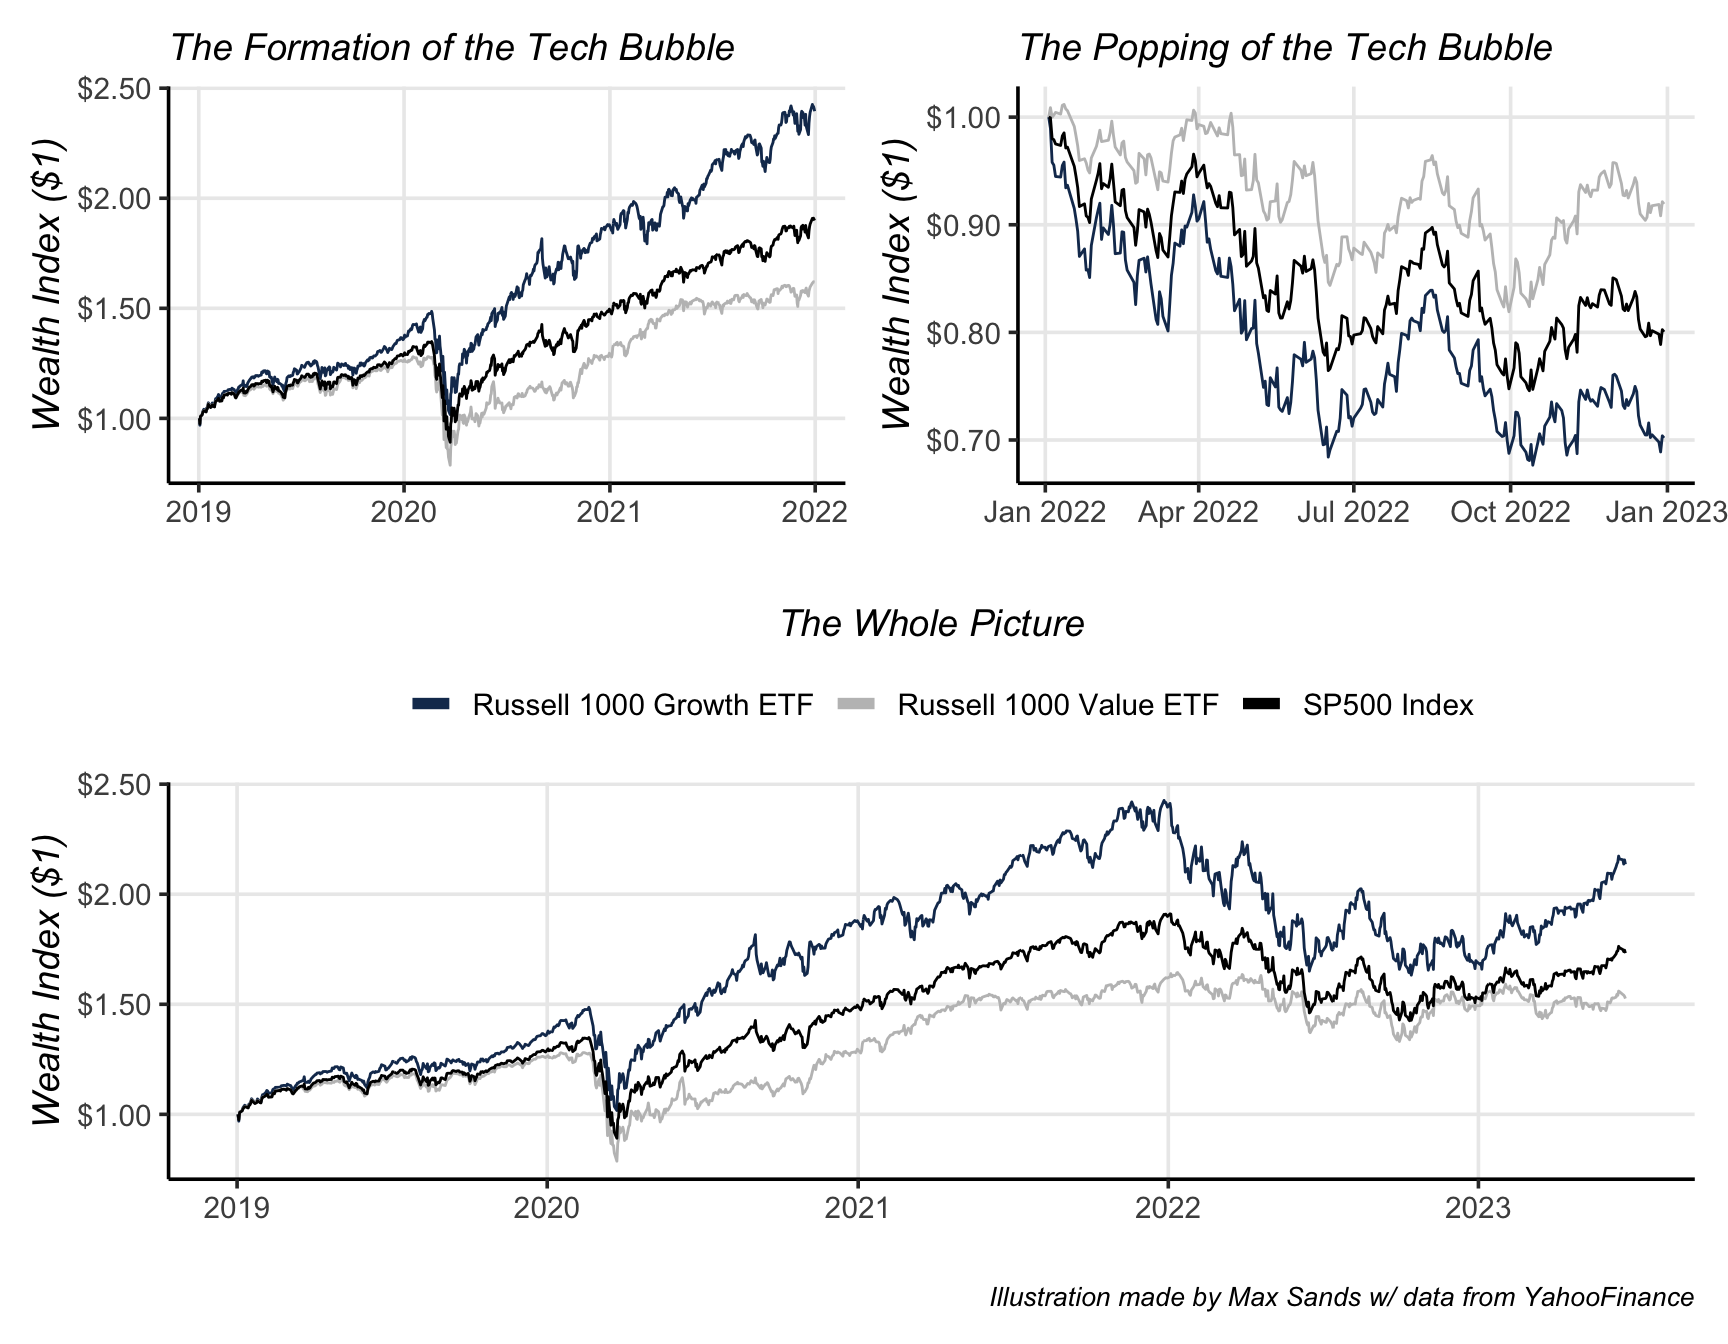 The Formation of the Tech Bubble
Wealth Index ($1)
$2.50
$2.00
$1.50
$1.00
2019 2020 2021 2022
The Popping of the Tech Bubble
Wealth Index ($1)
$1.00
$0.90
$0.80
$0.70
Jan 2022 Apr 2022 Jul 2022 Oct 2022 Jan 2023
The Whole Picture
Russell 1000 Growth ETF Russell 1000 Value ETF SP500 Index
Wealth Index ($1)
$2.50
$2.00
$1.50
$1.00
2019 2020 2021 2022 2023
Illustration made by Max Sands w/ data from YahooFinance